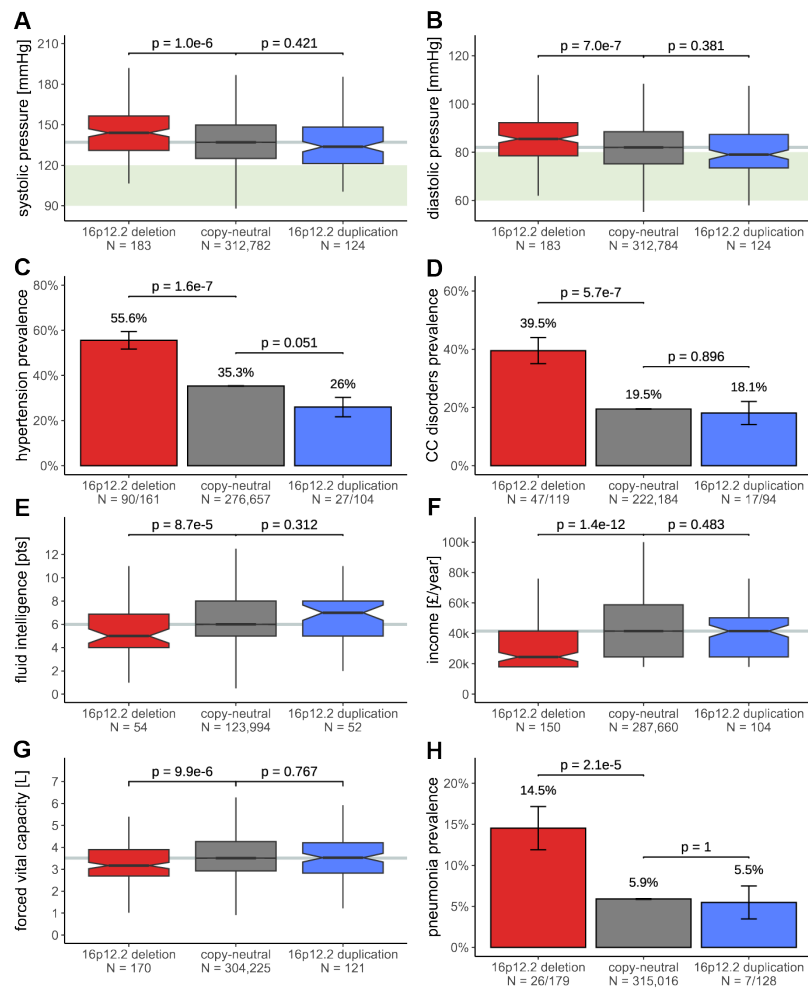 A
systolic pressure [mmHg]
210
180
150
120
90
p = 1.0e-6
p = 0.421
16p12.2 deletion
N = 183
copy-neutral
N = 312,782
16p12.2 duplication
N = 124
B
diastolic pressure [mmHg]
120
100
80
60
p = 7.0e-7
p = 0.381
16p12.2 deletion
N = 183
copy-neutral
N = 312,784
16p12.2 duplication
N = 124
C
hypertension prevalence
80%
60%
40%
20%
0%
p = 1.6e-7
55.6%
p = 0.051
35.3%
26%
16p12.2 deletion
N = 90/161
copy-neutral
N = 276,657
16p12.2 duplication
N = 27/104
D
CC disorders prevalence
60%
40%
20%
0%
p = 5.7e-7
39.5%
p = 0.896
19.5%
18.1%
16p12.2 deletion
N = 47/119
copy-neutral
N = 222,184
16p12.2 duplication
N = 17/94
E
fluid intelligence [pts]
12
10
8
6
4
2
0
p = 8.7e-5
p = 0.312
16p12.2 deletion
N = 54
copy-neutral
N = 123,994
16p12.2 duplication
N = 52
F
income [£/year]
100k
80k
60k
40k
20k
0
p = 1.4e-12
p = 0.483
16p12.2 deletion
N = 150
copy-neutral
N = 287,660
16p12.2 duplication
N = 104
G
forced vital capacity [L]
7
6
5
4
3
2
1
0
p = 9.9e-6
p = 0.767
16p12.2 deletion
N = 170
copy-neutral
N = 304,225
16p12.2 duplication
N = 121
H
pneumonia prevalence
20%
15%
10%
5%
0%
p = 2.1e-5
14.5%
p = 1
5.9%
5.5%
16p12.2 deletion
N = 26/179
copy-neutral
N = 315,016
16p12.2 duplication
N = 7/128